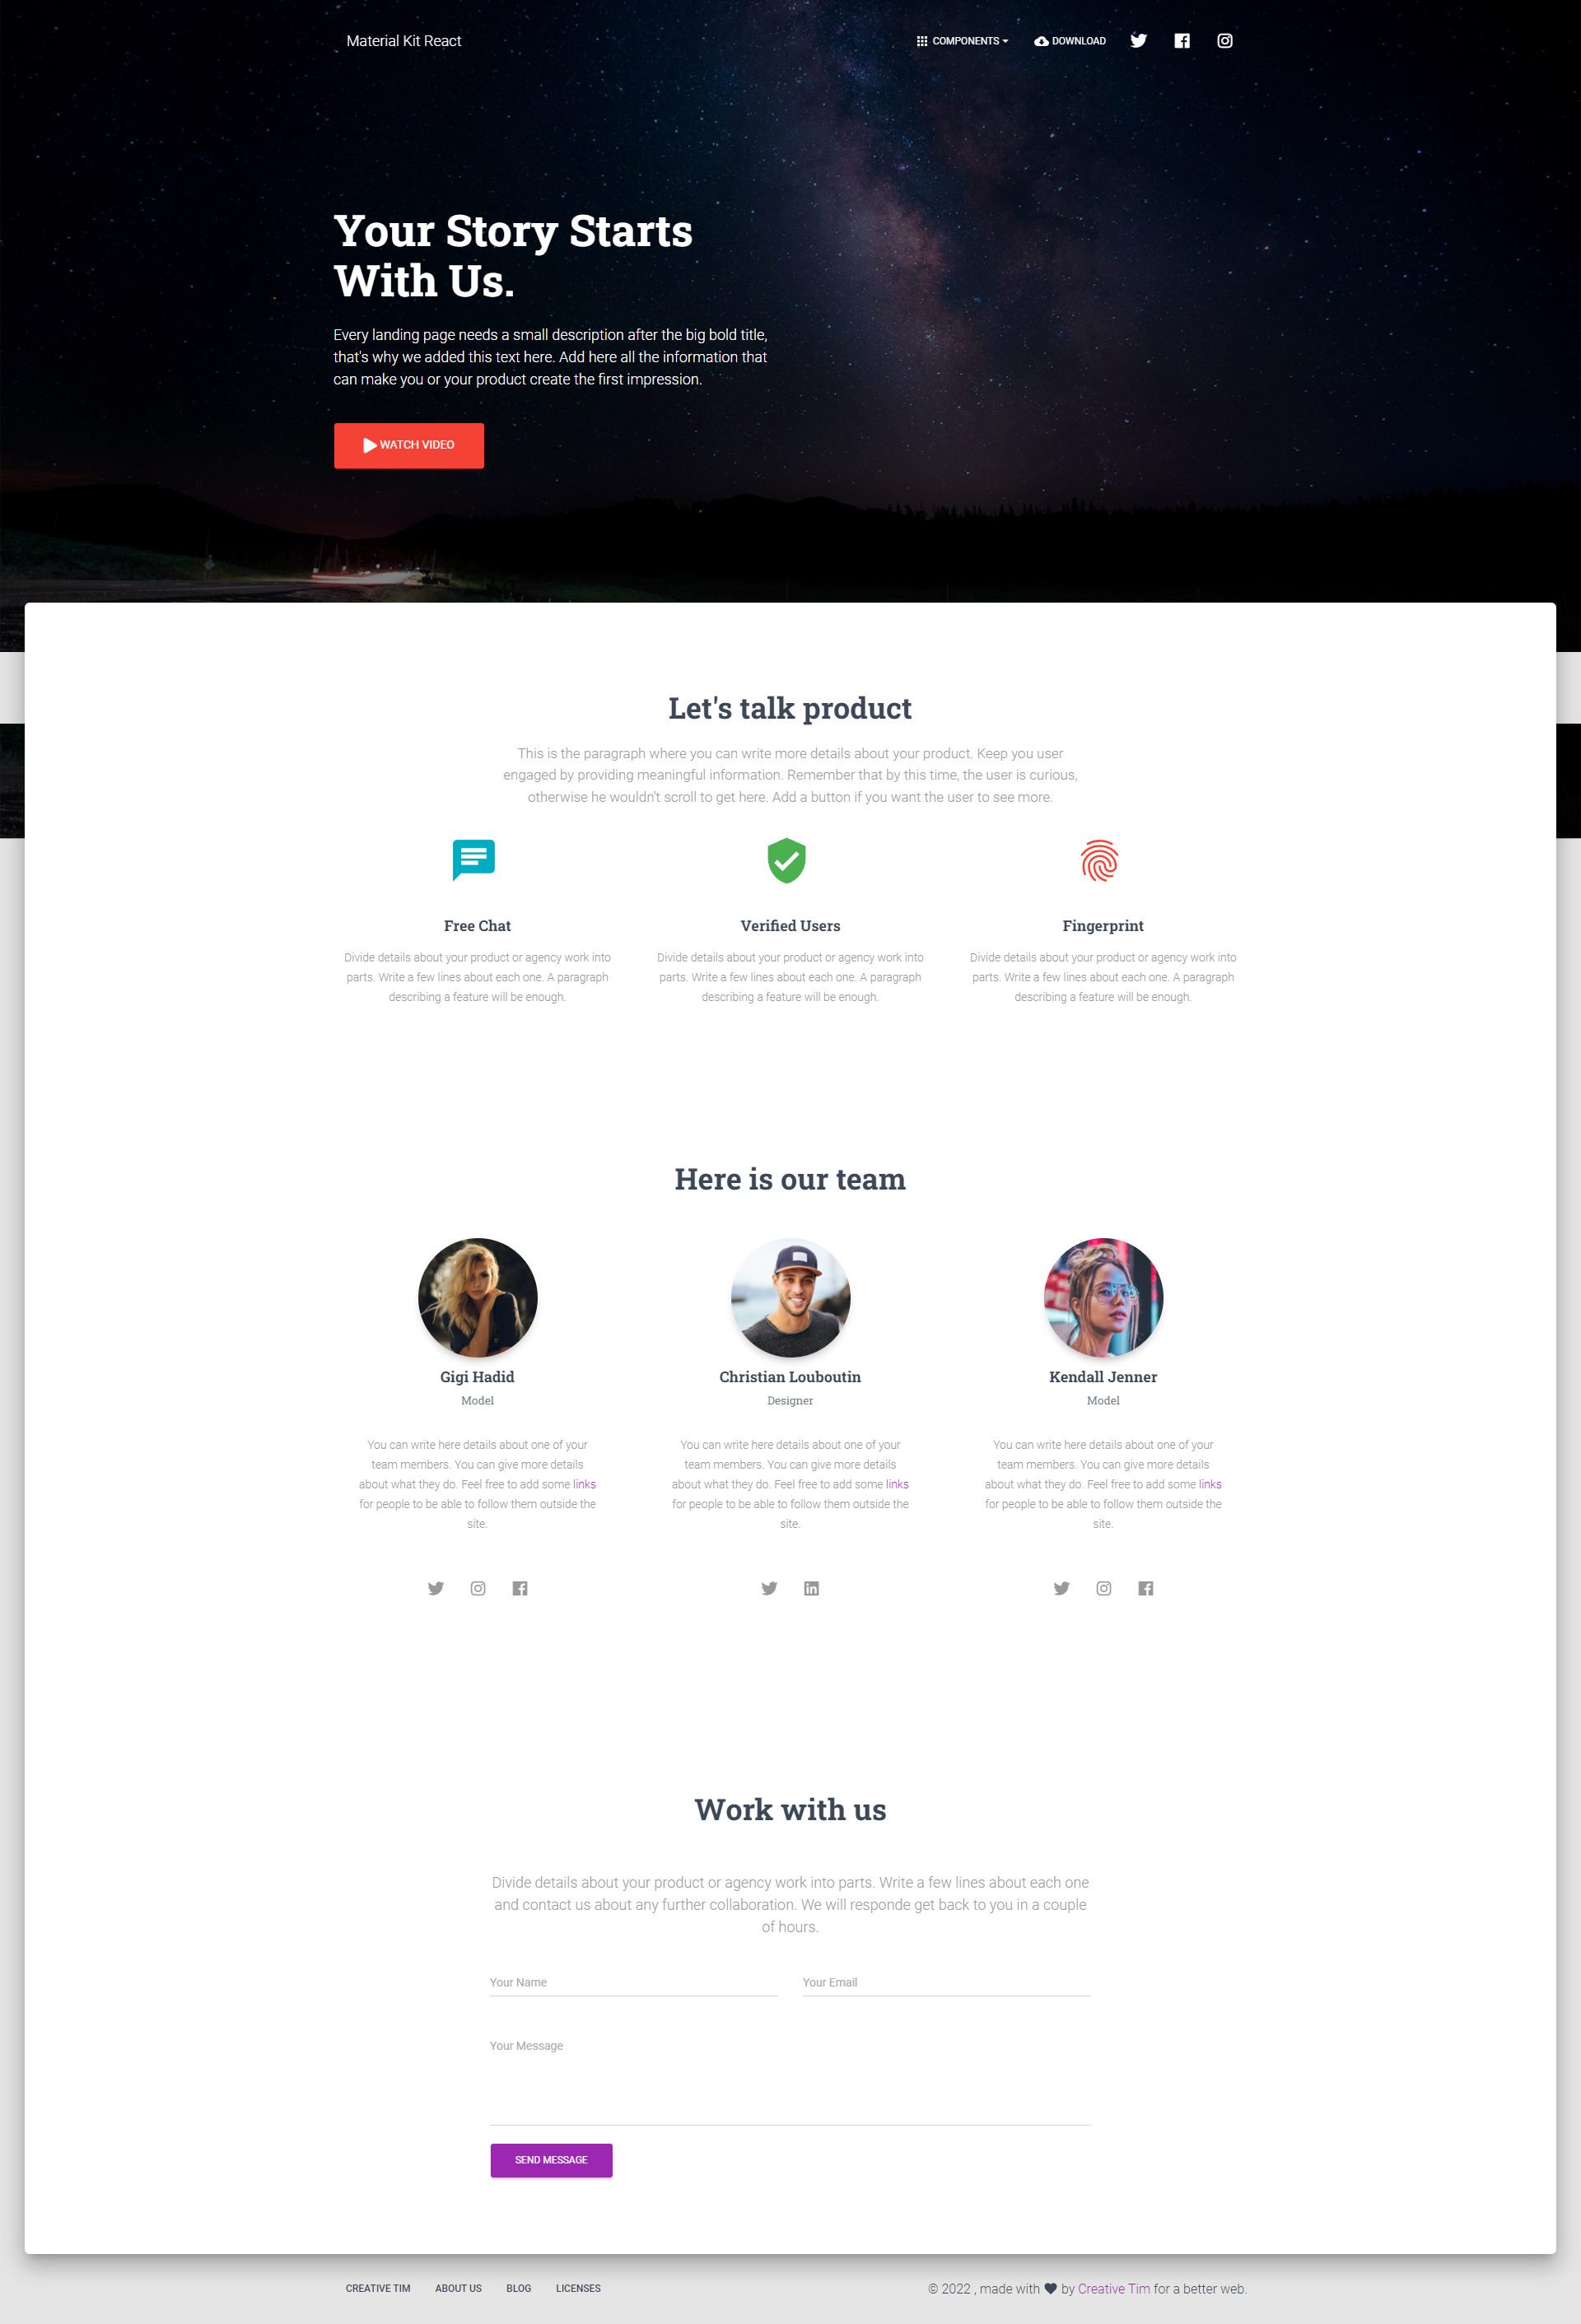 Material Kit React
COMPONENTS
DOWNLOAD
Your Story Starts
With Us.
Every landing page needs a small description after the big bold title,
that's why we added this text here. Add here all the information that
can make you or your product create the first impression.
WATCH VIDEO
Let's talk product
This is the paragraph where you can write more details about your product. Keep you user
engaged by providing meaningful information. Remember that by this time, the user is curious,
otherwise he wouldn't scroll to get here. Add a button if you want the user to see more.
Free Chat
Divide details about your product or agency work into
parts. Write a few lines about each one. A paragraph
describing a feature will be enough.
Verified Users
Divide details about your product or agency work into
parts. Write a few lines about each one. A paragraph
describing a feature will be enough.
Fingerprint
Divide details about your product or agency work into
parts. Write a few lines about each one. A paragraph
describing a feature will be enough.
Here is our team
Gigi Hadid
Model
You can write here details about one of your
team members. You can give more details
about what they do. Feel free to add some links
for people to be able to follow them outside the
site.
Christian Louboutin
Designer
You can write here details about one of your
team members. You can give more details
about what they do. Feel free to add some links
for people to be able to follow them outside the
site.
Kendall Jenner
Model
You can write here details about one of your
team members. You can give more details
about what they do. Feel free to add some links
for people to be able to follow them outside the
site.
Work with us
Divide details about your product or agency work into parts. Write a few lines about each one
and contact us about any further collaboration. We will responde get back to you in a couple
of hours.
Your Name
Your Email
Your Message
SEND MESSAGE
CREATIVE TIM
ABOUT US
BLOG
LICENSES
© 2022 , made with by Creative Tim for a better web.